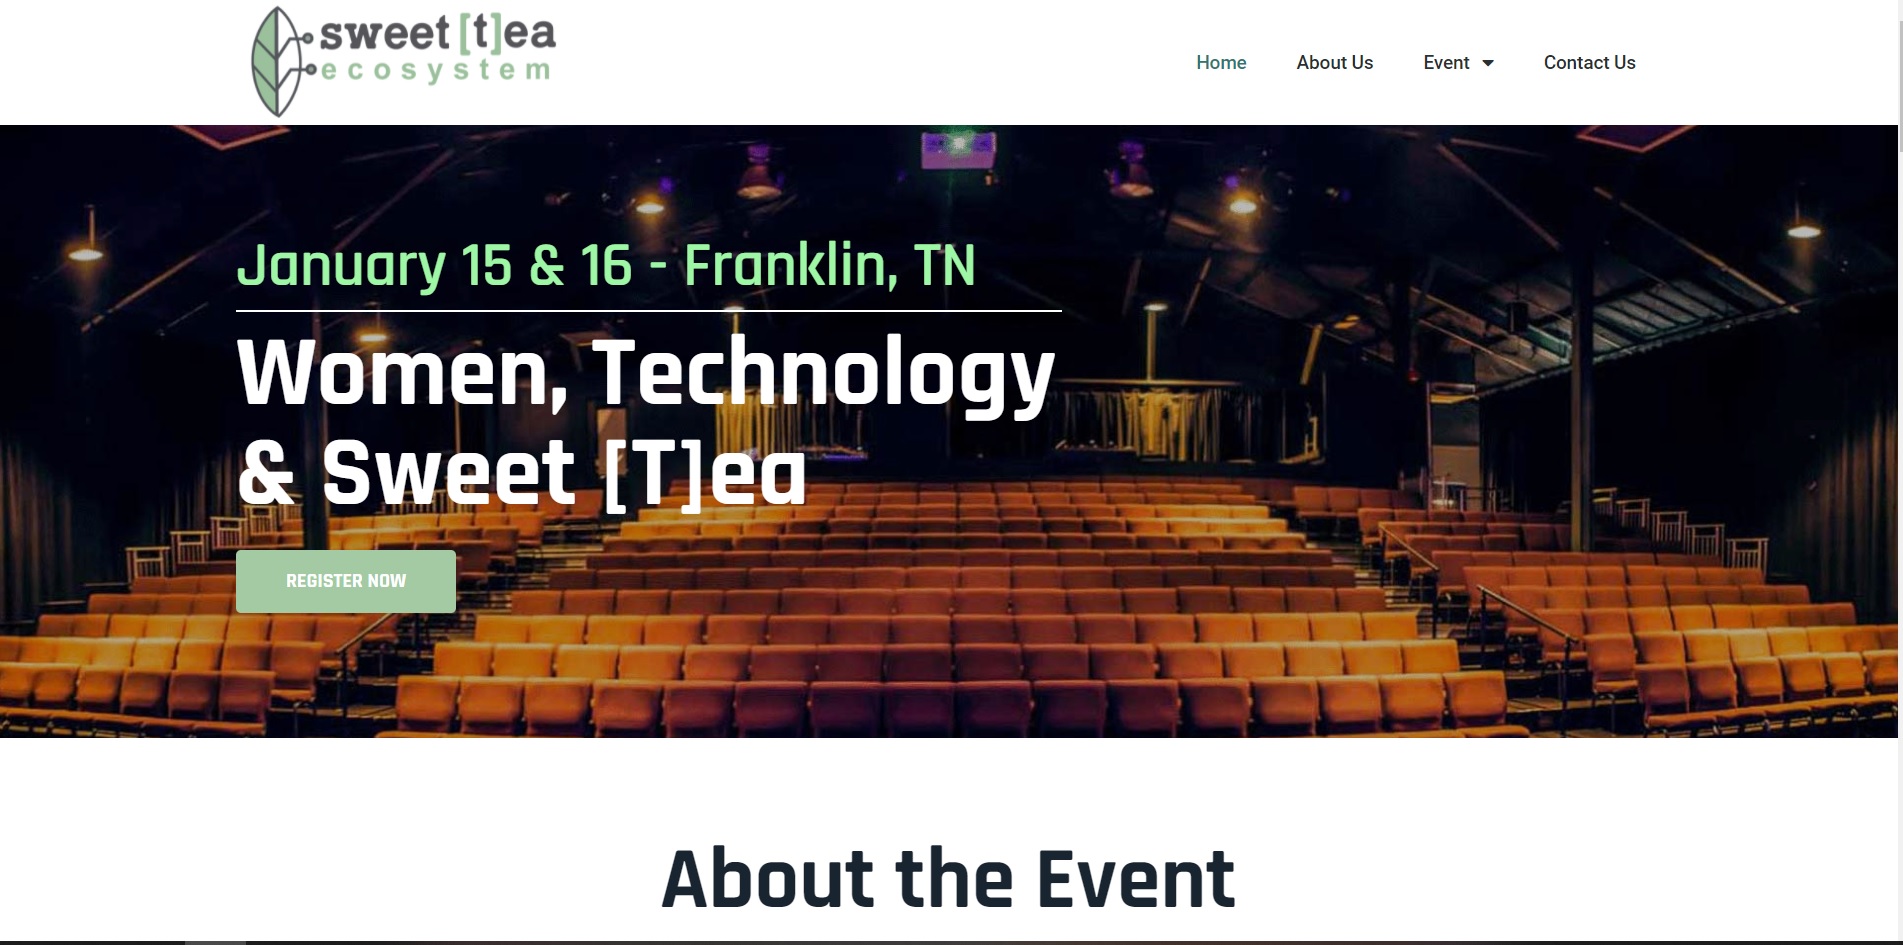 sweet [t]ea
ecosystem
Home About Us Event Contact Us
January 15 & 16 - Franklin, TN
Women, Technology
& Sweet [T]ea
REGISTER NOW
About the Event